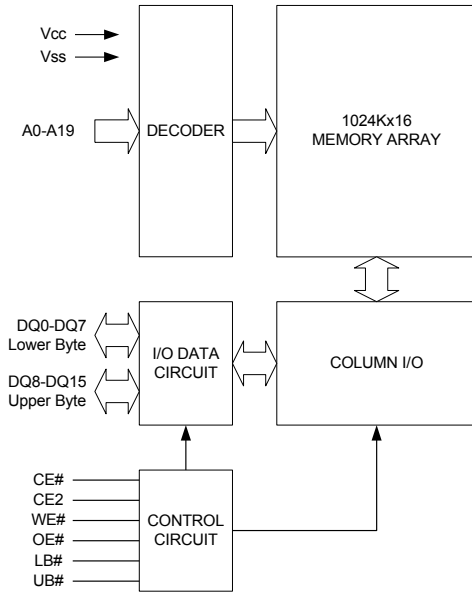 Vcc
Vss
A0-A19
DECODER
1024Kx16
MEMORY ARRAY
DQ0-DQ7
Lower Byte
DQ8-DQ15
Upper Byte
I/O DATA
CIRCUIT
COLUMN I/O
CE#
CE2
WE#
OE#
LB#
UB#
CONTROL
CIRCUIT